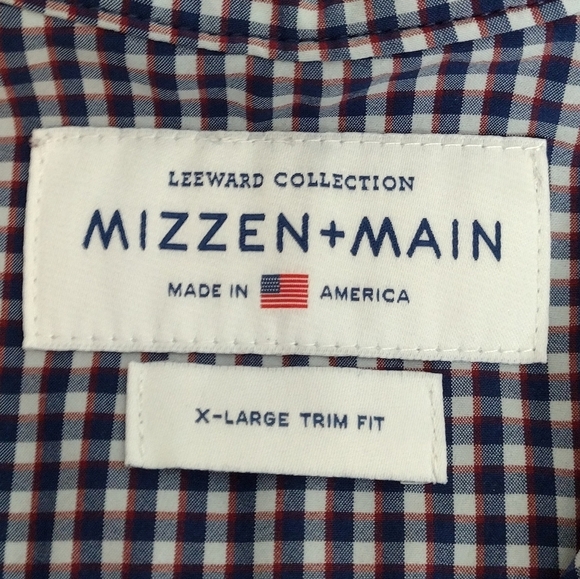 LEEWARD COLLECTION
MIZZEN+MAIN
MADE IN AMERICA
X-LARGE TRIM FIT